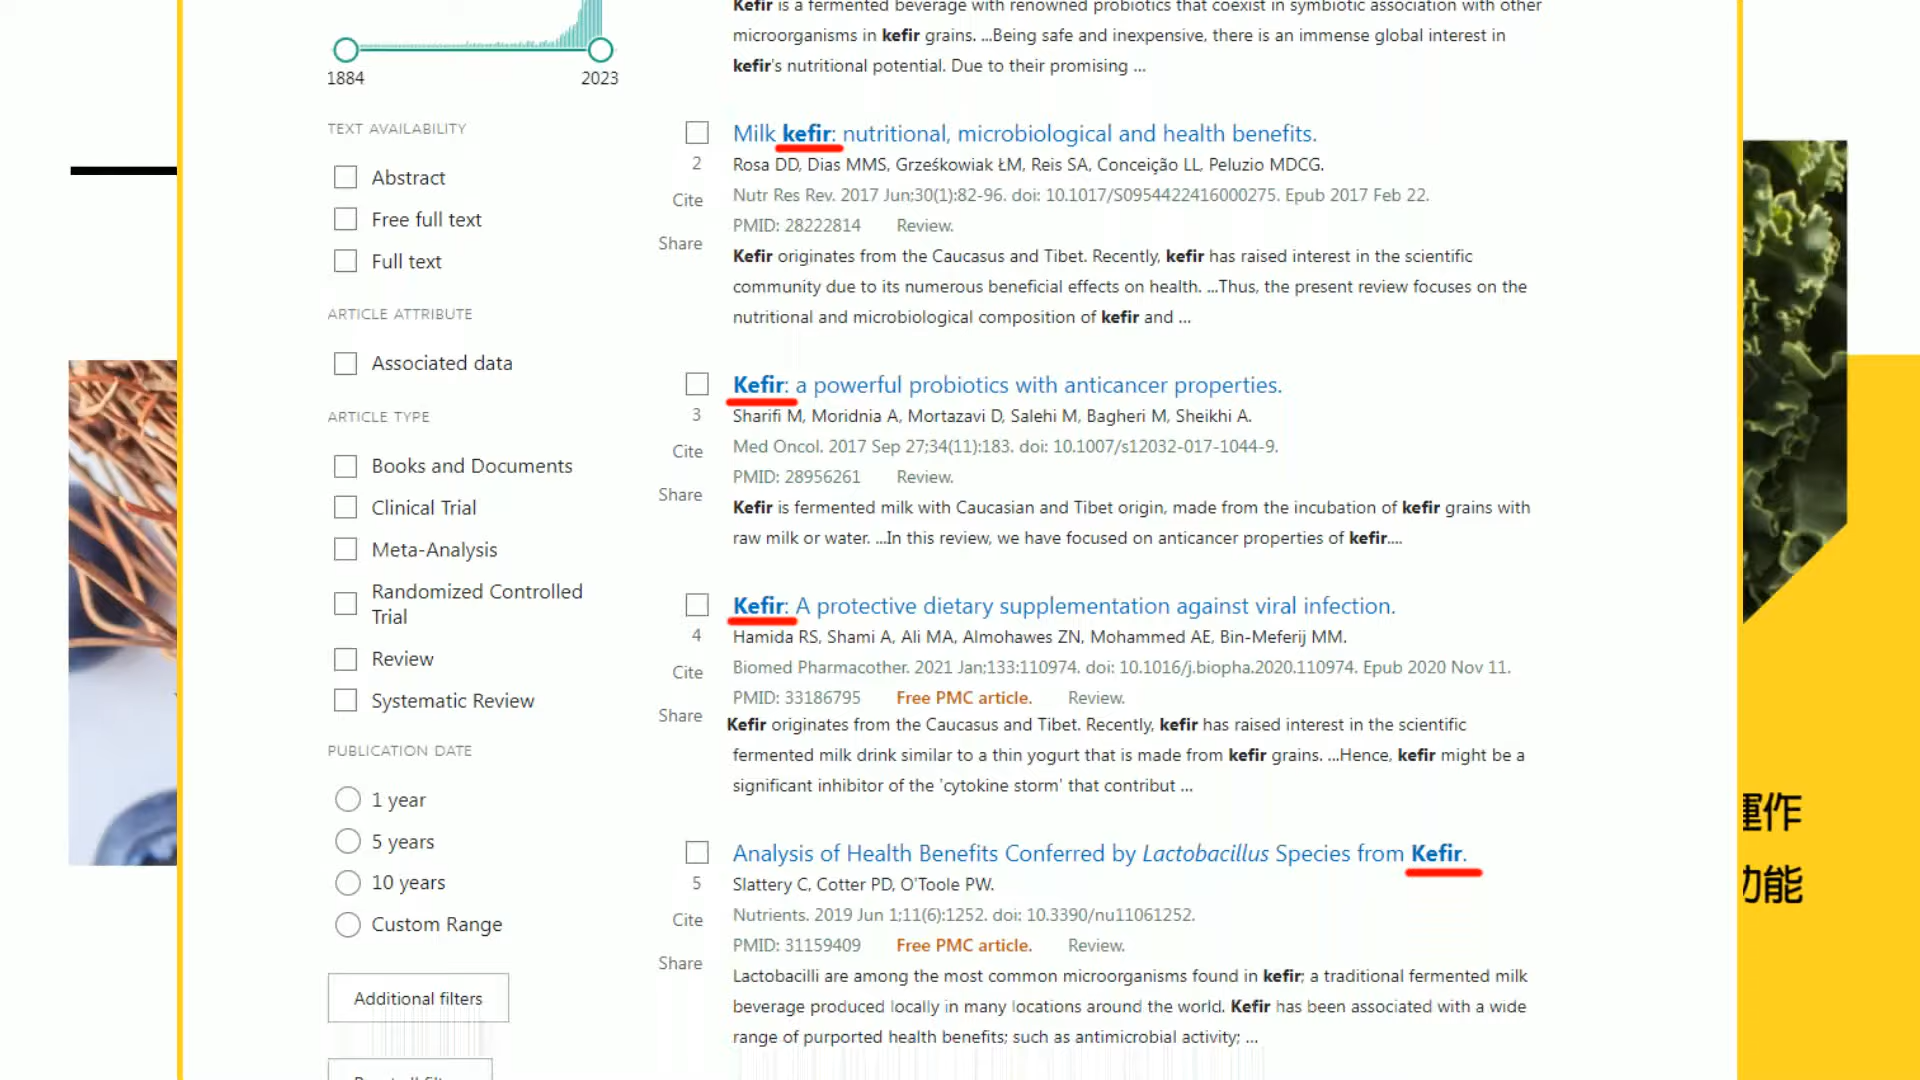 Kefir is a fermented beverage with renowned probiotics that coexist in symbiotic association with other
microorganisms in kefir grains. ...Being safe and inexpensive, there is an immense global interest in
kefir's nutritional potential. Due to their promising ...
1884
2023
TEXT AVAILABILITY
Abstract
Free full text
Full text
ARTICLE ATTRIBUTE
Associated data
ARTICLE TYPE
Books and Documents
Clinical Trial
Meta-Analysis
Randomized Controlled
Trial
Review
Systematic Review
PUBLICATION DATE
1 year
5 years
10 years
Custom Range
Additional filters
Milk kefir: nutritional, microbiological and health benefits.
2
Cite
Share
Rosa DD, Dias MMS, Grześkowiak ŁM, Reis SA, Conceição LL, Peluzio MDCG.
Nutr Res Rev. 2017 Jun;30(1):82-96. doi: 10.1017/S0954422416000275. Epub 2017 Feb 22.
PMID: 28222814 Review.
Kefir originates from the Caucasus and Tibet. Recently, kefir has raised interest in the scientific
community due to its numerous beneficial effects on health. ...Thus, the present review focuses on the
nutritional and microbiological composition of kefir and ...
Kefir: a powerful probiotics with anticancer properties.
3
Cite
Share
Sharifi M, Moridnia A, Mortazavi D, Salehi M, Bagheri M, Sheikhi A.
Med Oncol. 2017 Sep 27;34(11):183. doi: 10.1007/s12032-017-1044-9.
PMID: 28956261 Review.
Kefir is fermented milk with Caucasian and Tibet origin, made from the incubation of kefir grains with
raw milk or water. ...In this review, we have focused on anticancer properties of kefir....
Kefir: A protective dietary supplementation against viral infection.
4
Cite
Share
Hamida RS, Shami A, Ali MA, Almohawes ZN, Mohammed AE, Bin-Meferij MM.
Biomed Pharmacother. 2021 Jan;133:110974. doi: 10.1016/j.biopha.2020.110974. Epub 2020 Nov 11.
PMID: 33186795 Free PMC article. Review.
Kefir originates from the Caucasus and Tibet. Recently, kefir has raised interest in the scientific
fermented milk drink similar to a thin yogurt that is made from kefir grains. ...Hence, kefir might be a
significant inhibitor of the 'cytokine storm' that contribut ...
Analysis of Health Benefits Conferred by Lactobacillus Species from Kefir.
5
Cite
Share
Slattery C, Cotter PD, O'Toole PW.
Nutrients. 2019 Jun 1;11(6):1252. doi: 10.3390/nu11061252.
PMID: 31159409 Free PMC article. Review.
Lactobacilli are among the most common microorganisms found in kefir; a traditional fermented milk
beverage produced locally in many locations around the world. Kefir has been associated with a wide
range of purported health benefits; such as antimicrobial activity; ...
運作
功能